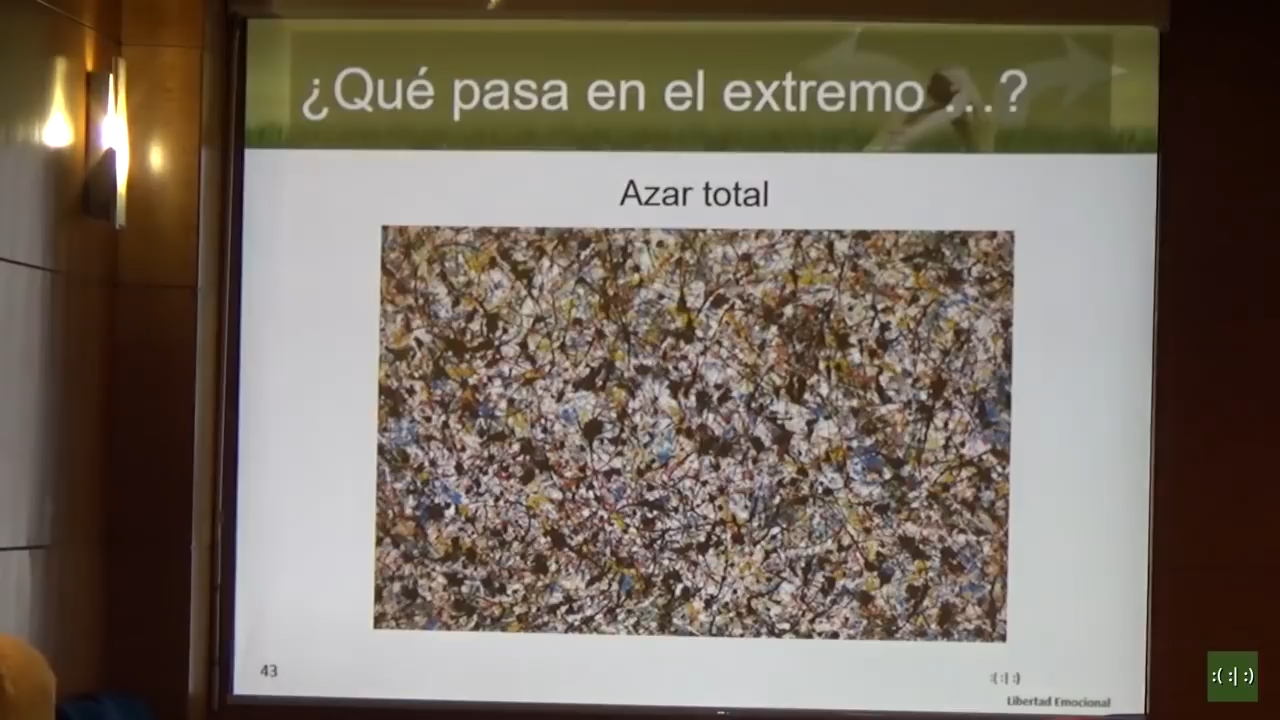 ¿Qué pasa en el extremo ...?
Azar total
43
:( :| :)
Libertad Emocional
:( :| :)